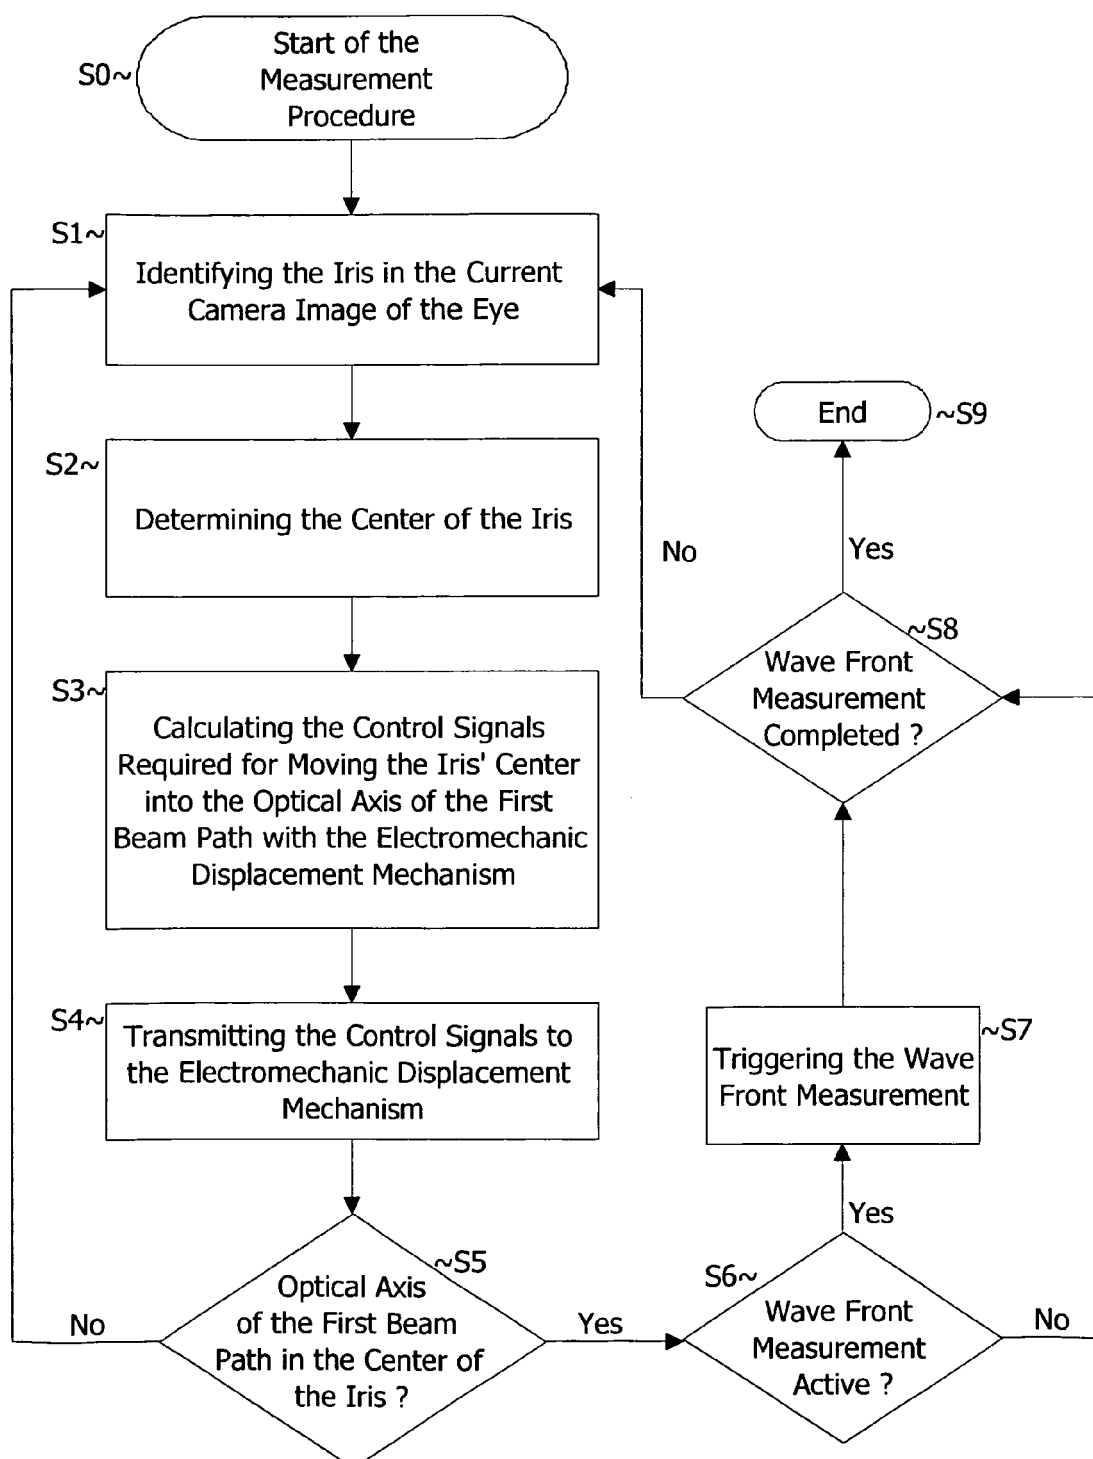 Start of the
Measurement
Procedure
S0~
S1~
Identifying the Iris in the Current
Camera Image of the Eye
S2~
Determining the Center of the Iris
S3~
Calculating the Control Signals
Required for Moving the Iris' Center
into the Optical Axis of the First
Beam Path with the Electromechanic
Displacement Mechanism
S4~
Transmitting the Control Signals to
the Electromechanic Displacement
Mechanism
~S5
Optical Axis
of the First Beam
Path in the Center of
the Iris ?
No
Yes
S6~
Wave Front
Measurement
Active ?
No
Yes
~S7
Triggering the Wave
Front Measurement
~S8
Wave Front
Measurement
Completed ?
No
Yes
End
~S9